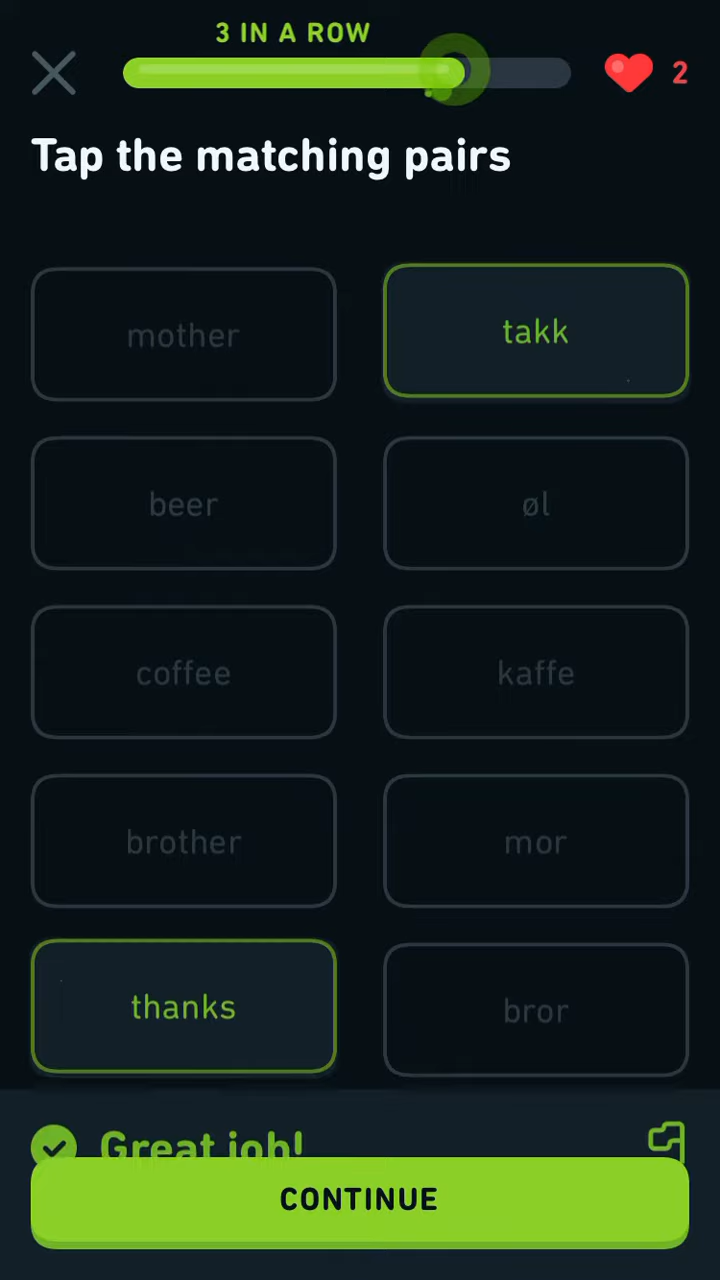 3 IN A ROW
2
Tap the matching pairs
mother takk
beer øl
coffee kaffe
brother mor
thanks bror
Great job!
CONTINUE